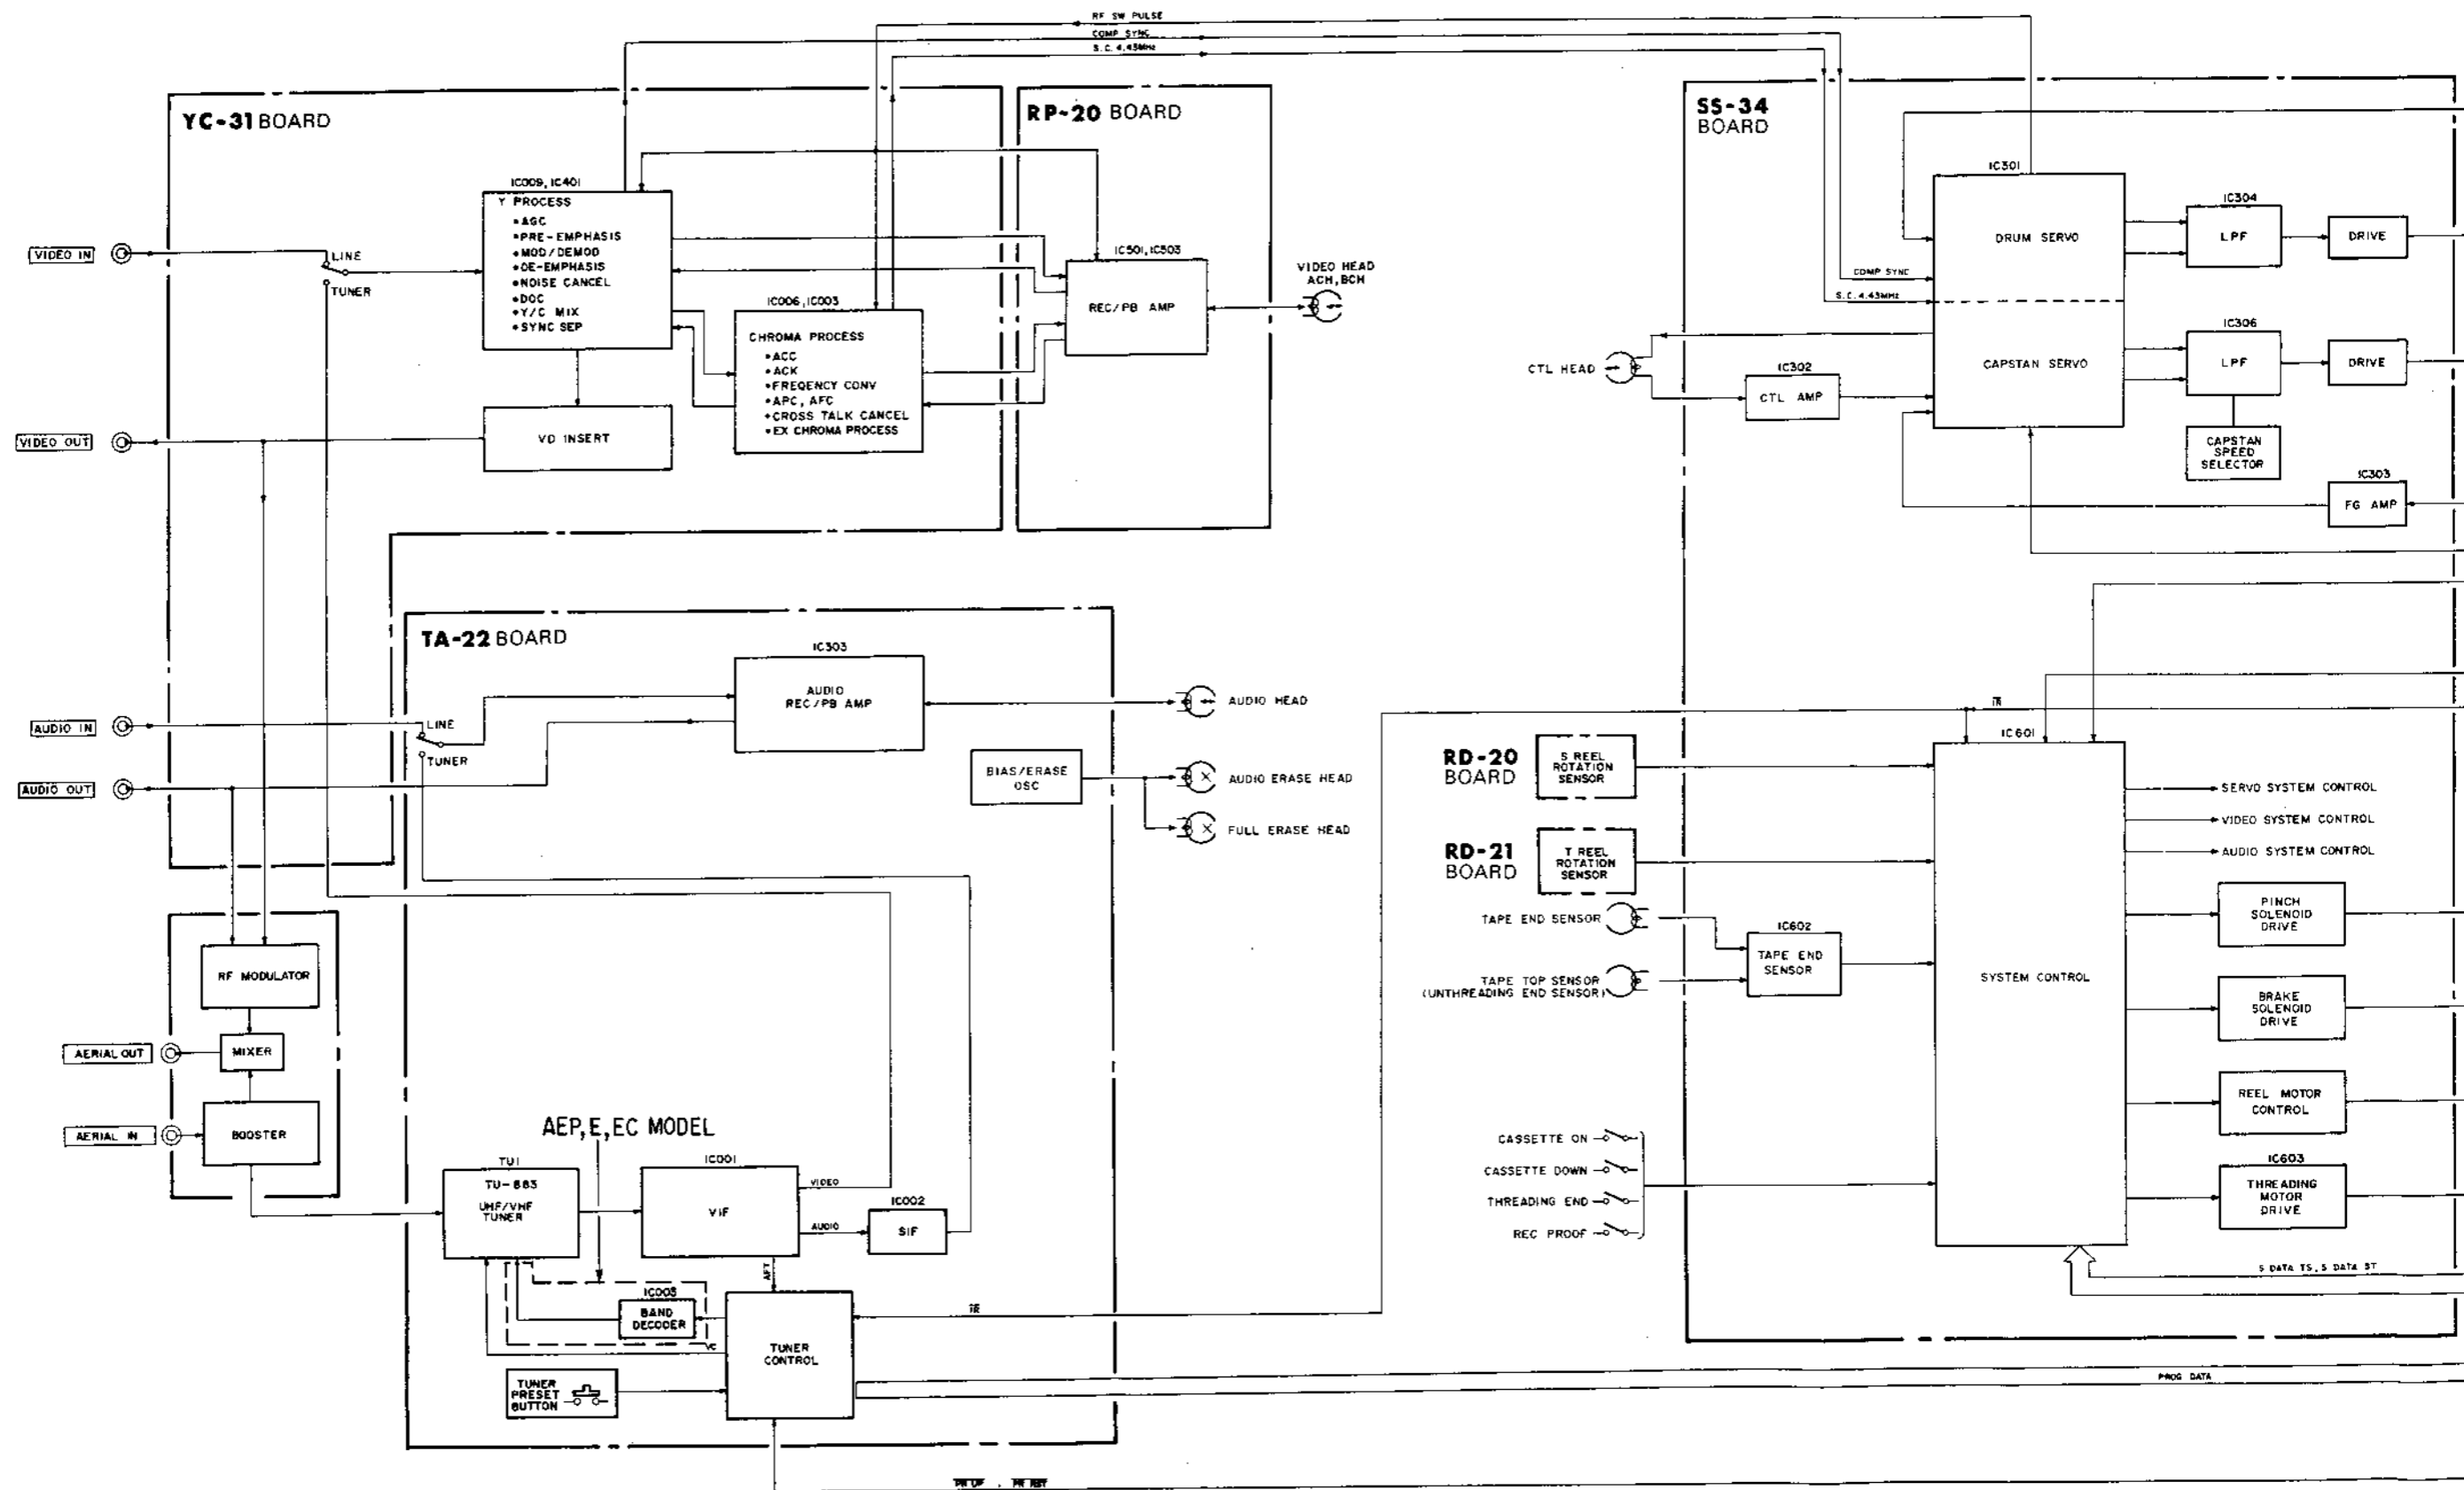 RF SW PULSE
COMP SYNC
S.C. 4.43MHz
YC-31 BOARD
RP-20 BOARD
SS-34
BOARD
IC009, IC401
Y PROCESS
•AGC
•PRE-EMPHASIS
•MOD/DEMOD
•DE-EMPHASIS
•NOISE CANCEL
•DOC
•Y/C MIX
•SYNC SEP
VIDEO IN
LINE
TUNER
IC006, IC003
CHROMA PROCESS
•ACC
•ACK
•FREQENCY CONV
•APC, AFC
•CROSS TALK CANCEL
•EX CHROMA PROCESS
IC501, IC503
REC/PB AMP
VIDEO HEAD
ACH, BCH
VIDEO OUT
VD INSERT
IC301
DRUM SERVO
COMP SYNC
S.C. 4.43MHz
CAPSTAN SERVO
IC304
LPF
DRIVE
IC306
LPF
DRIVE
CTL HEAD
IC302
CTL AMP
CAPSTAN
SPEED
SELECTOR
IC303
FG AMP
TA-22 BOARD
IC303
AUDIO
REC/PB AMP
AUDIO HEAD
AUDIO IN
LINE
TUNER
AUDIO OUT
BIAS/ERASE
OSC
AUDIO ERASE HEAD
FULL ERASE HEAD
RD-20
BOARD
S REEL
ROTATION
SENSOR
RD-21
BOARD
T REEL
ROTATION
SENSOR
TAPE END SENSOR
TAPE TOP SENSOR
(UNTHREADING END SENSOR)
IC602
TAPE END
SENSOR
IR
IC601
SYSTEM CONTROL
SERVO SYSTEM CONTROL
VIDEO SYSTEM CONTROL
AUDIO SYSTEM CONTROL
PINCH
SOLENOID
DRIVE
BRAKE
SOLENOID
DRIVE
REEL MOTOR
CONTROL
IC603
THREADING
MOTOR
DRIVE
CASSETTE ON
CASSETTE DOWN
THREADING END
REC PROOF
S DATA TS, S DATA ST
RF MODULATOR
AERIAL OUT
MIXER
AERIAL IN
BOOSTER
AEP, E, EC MODEL
TU1
TU-883
UHF/VHF
TUNER
IC001
VIF
VIDEO
AUDIO
IC002
SIF
AFT
IC005
BAND
DECODER
VC
TUNER
CONTROL
IR
TUNER
PRESET
BUTTON
PROG DATA